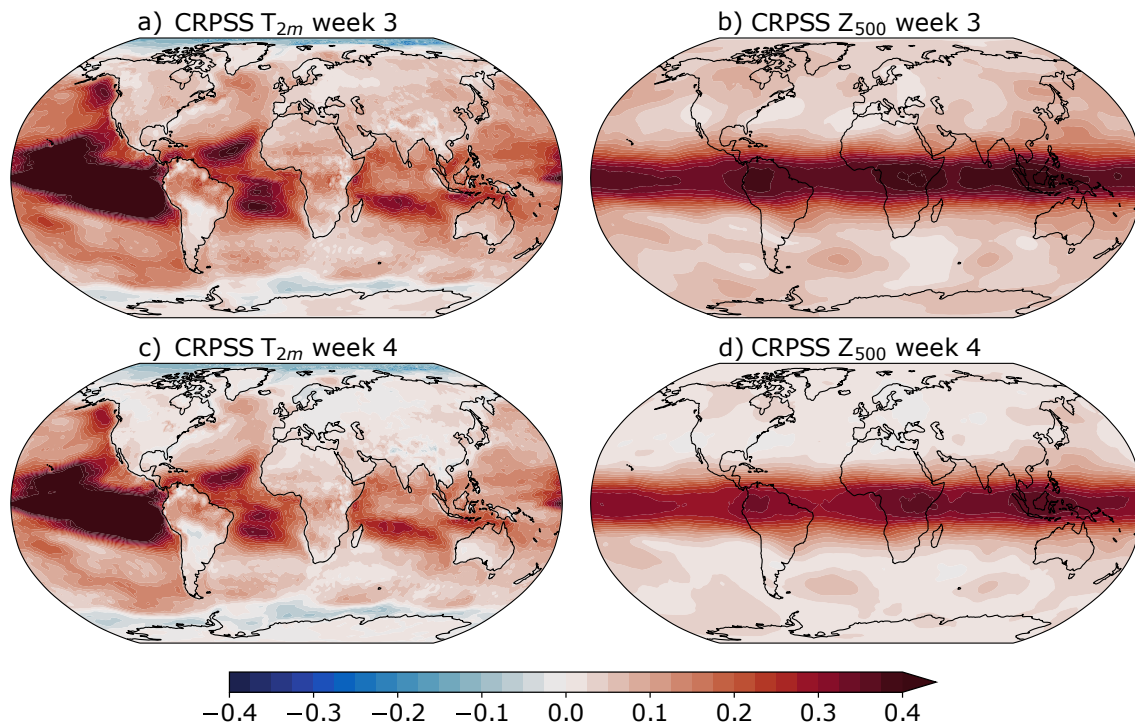 a) CRPSS T₂ₘ week 3
b) CRPSS Z₅₀₀ week 3
c) CRPSS T₂ₘ week 4
d) CRPSS Z₅₀₀ week 4
−0.4 −0.3 −0.2 −0.1 0.0 0.1 0.2 0.3 0.4